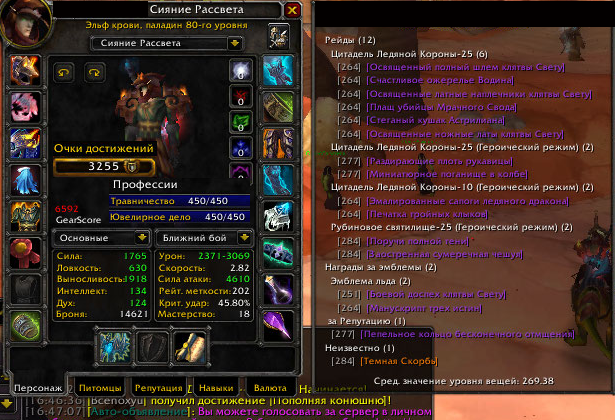 Сияние Рассвета
Эльф крови, паладин 80-го уровня
Сияние Рассвета
0
0
0
0
Очки достижений
3255
Профессии
Травничество 450/450
Ювелирное дело 450/450
6592
GearScore
Основные
Ближний бой
Сила: 1765
Ловкость: 630
Выносливость: 1918
Интеллект: 134
Дух: 124
Броня: 14621
Урон: 2371-3069
Скорость: 2.82
Сила атаки: 4610
Рейт. меткости: 202
Крит. удар: 45.80%
Мастерство: 18
Персонаж
Питомцы
Репутация
Навыки
Валюта
Рейды (12)
Цитадель Ледяной Короны-25 (6)
[264] [Освященный полный шлем клятвы Свету]
[264] [Счастливое ожерелье Водина]
[264] [Освященные латные наплечники клятвы Свету]
[264] [Плащ убийцы Мрачного Свода]
[264] [Стеганый кушак Астрилиана]
[264] [Освященные ножные латы клятвы Свету]
Цитадель Ледяной Короны-25 (Героический режим) (2)
[277] [Раздирающие плоть рукавицы]
[277] [Миниатюрное поганище в колбе]
Цитадель Ледяной Короны-10 (Героический режим) (2)
[264] [Эмалированные сапоги ледяного дракона]
[264] [Печатка гнойных клыков]
Рубиновое святилище-25 (Героический режим) (2)
[284] [Поручи полной тени]
[284] [Заостренная сумеречная чешуя]
Награды за эмблемы (2)
Эмблема льда (2)
[251] [Боевой доспех клятвы Свету]
[264] [Манускрипт трех истин]
за Репутацию (1)
[277] [Пепельное кольцо Бесконечного отмщения]
Неизвестно (1)
[284] [Темная Скорбь]
Сред. значение уровня вещей: 269.38
[16:46:36 получил достижение [Пополняя конюшню]!
[16:47:07] [Авто-объявление]: Вы можете голосовать за сервер в личном